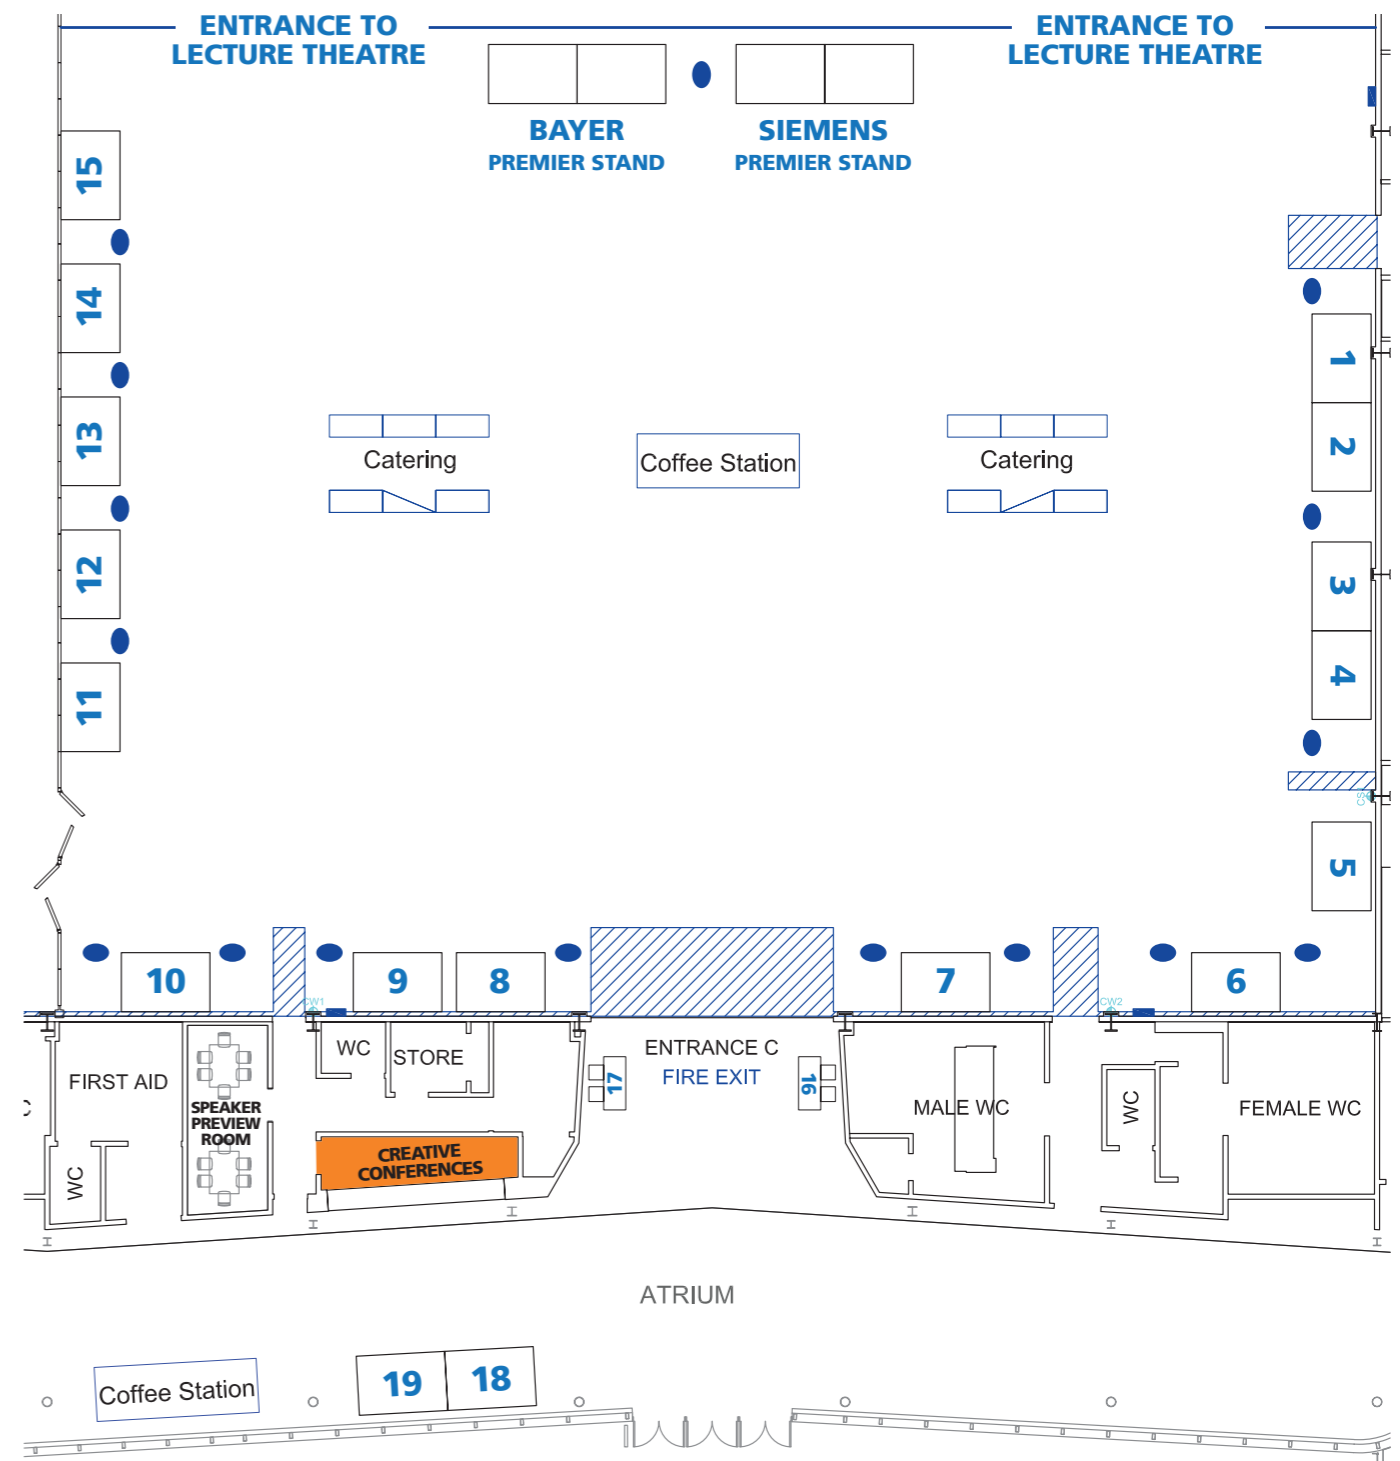 ENTRANCE TO
LECTURE THEATRE
ENTRANCE TO
LECTURE THEATRE
BAYER
PREMIER STAND
SIEMENS
PREMIER STAND
15
14
13
12
11
1
2
3
4
5
Catering
Coffee Station
Catering
10
9
8
7
6
CW1
CW2
WC
STORE
FIRST AID
SPEAKER
PREVIEW
ROOM
WC
CREATIVE
CONFERENCES
17
ENTRANCE C
FIRE EXIT
16
MALE WC
WC
FEMALE WC
ATRIUM
Coffee Station
19
18